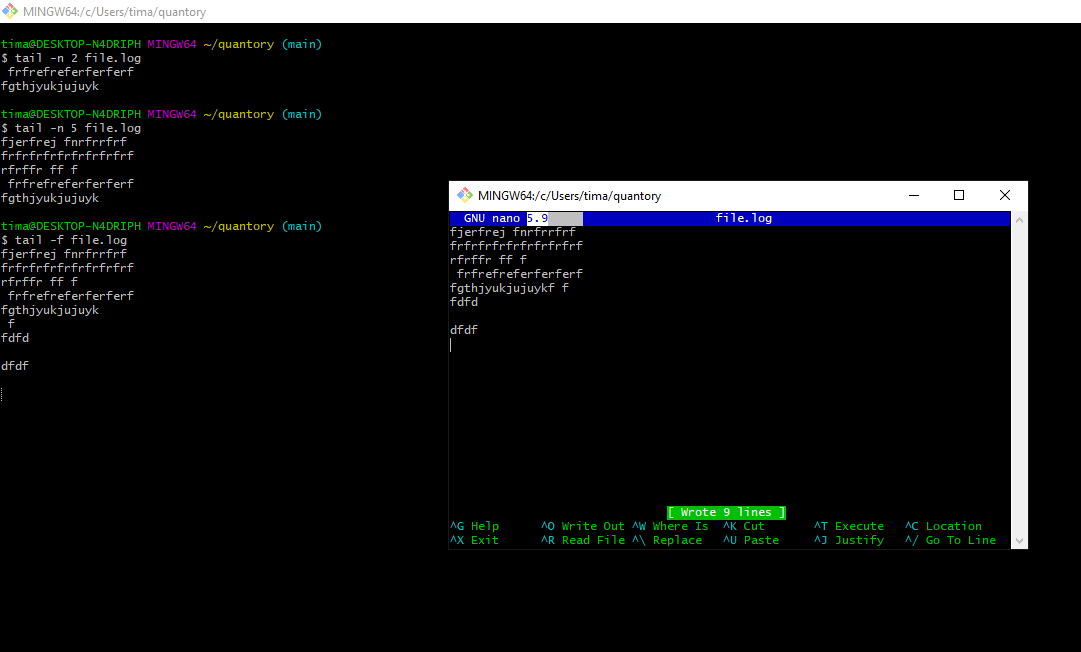 MINGW64:/c/Users/tima/quantory
tima@DESKTOP-N4DRIPH MINGW64 ~/quantory (main)
$ tail -n 2 file.log
 frfrefreferferferf
fgthjyukjujuyk
tima@DESKTOP-N4DRIPH MINGW64 ~/quantory (main)
$ tail -n 5 file.log
fjerfrej fnrfrrfrf
frfrfrfrfrfrfrfrfrf
rfrffr ff f
 frfrefreferferferf
fgthjyukjujuyk
tima@DESKTOP-N4DRIPH MINGW64 ~/quantory (main)
$ tail -f file.log
fjerfrej fnrfrrfrf
frfrfrfrfrfrfrfrfrf
rfrffr ff f
 frfrefreferferferf
fgthjyukjujuyk
 f
fdfd
dfdf
MINGW64:/c/Users/tima/quantory
GNU nano 5.9 file.log
fjerfrej fnrfrrfrf
frfrfrfrfrfrfrfrfrf
rfrffr ff f
 frfrefreferferferf
fgthjyukjujuykf f
fdfd
dfdf
[ Wrote 9 lines ]
^G Help ^O Write Out ^W Where Is ^K Cut ^T Execute ^C Location
^X Exit ^R Read File ^\ Replace ^U Paste ^J Justify ^/ Go To Line